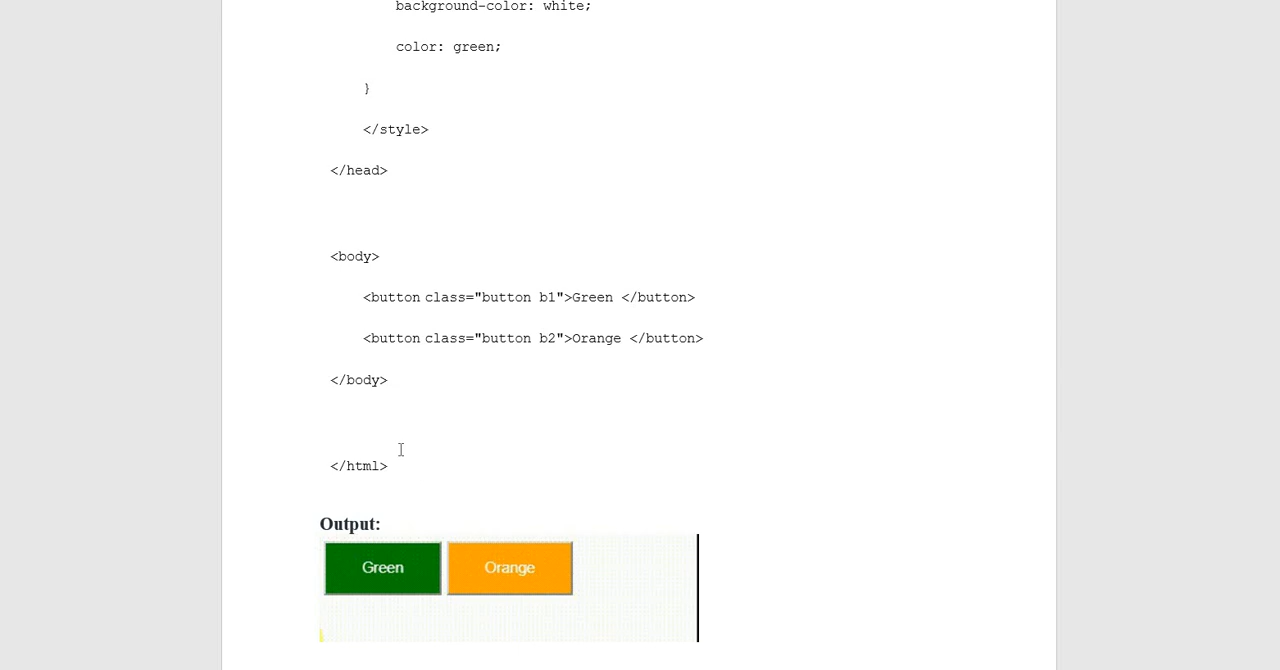 background-color: white;
color: green;
}
</style>
</head>
<body>
<button class="button b1">Green </button>
<button class="button b2">Orange </button>
</body>
</html>
Output:
Green Orange